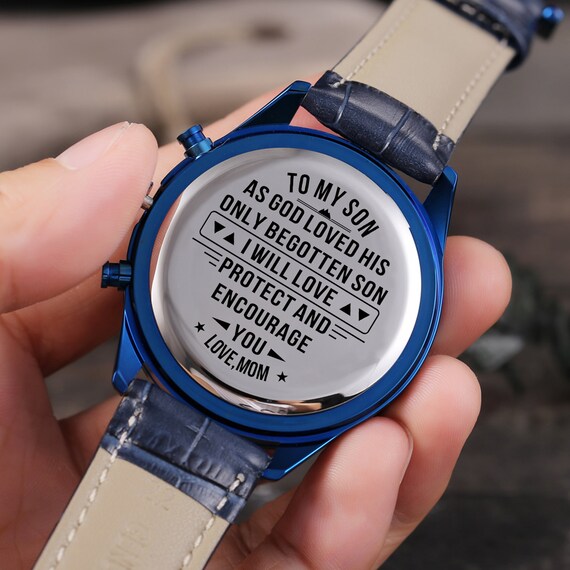 TO MY SON
AS GOD LOVED HIS
ONLY BEGOTTEN SON
I WILL LOVE
PROTECT AND
ENCOURAGE
YOU
LOVE, MOM